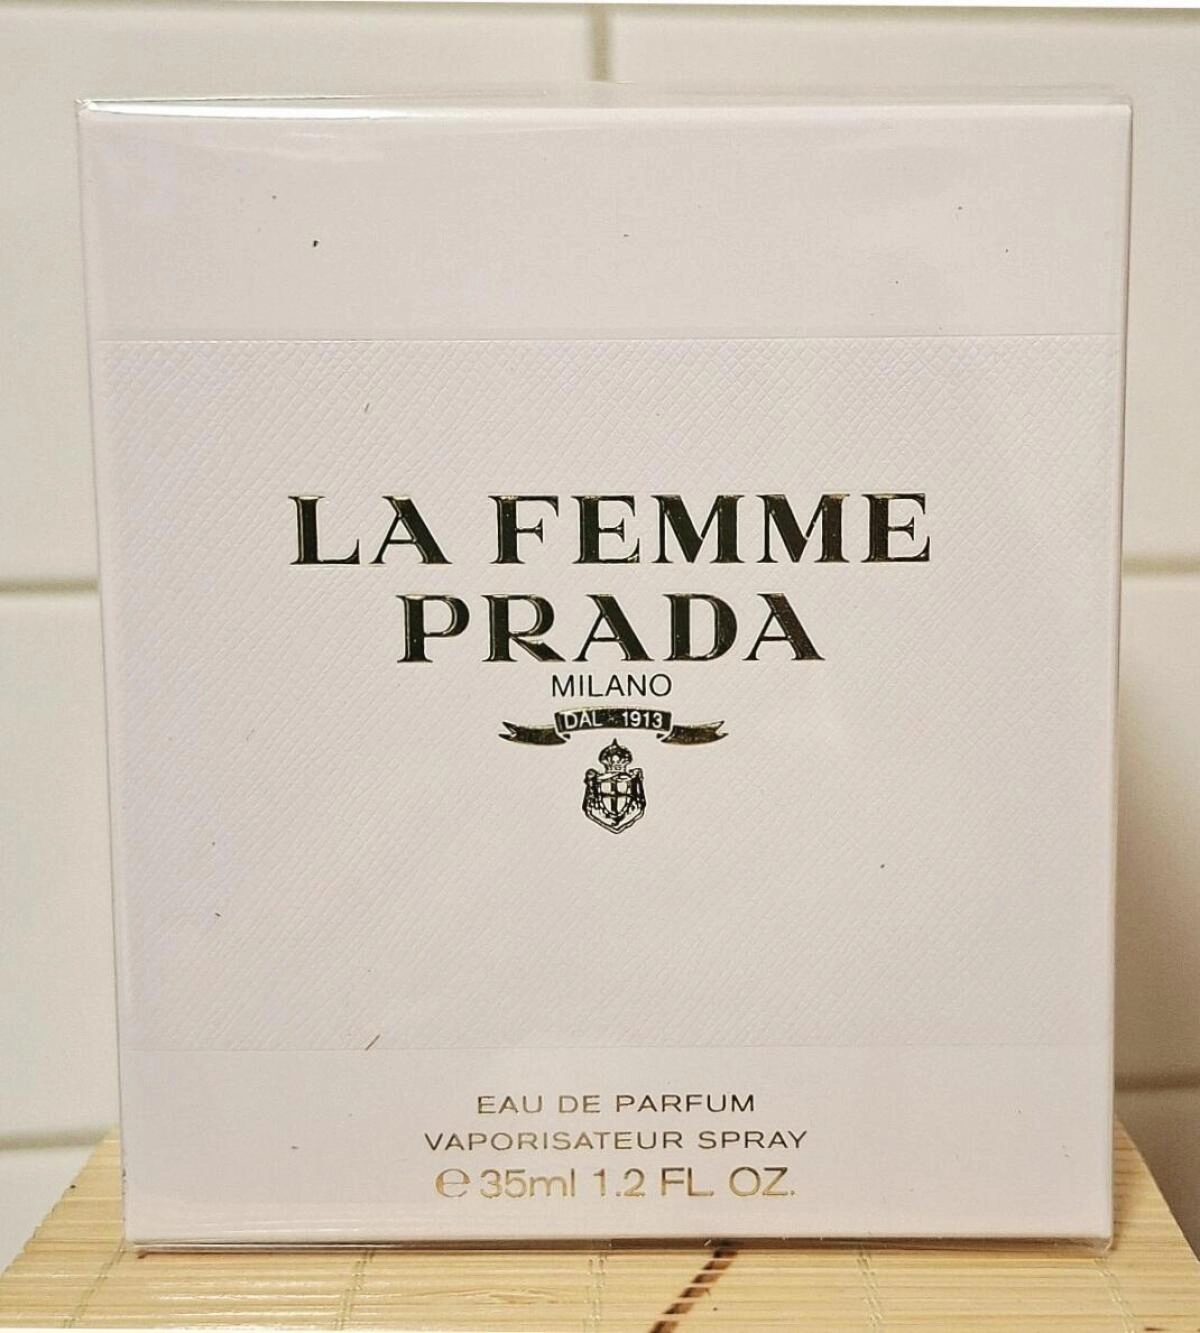 LA FEMME
PRADA
MILANO
DAL 1913
EAU DE PARFUM
VAPORISATEUR SPRAY
℮ 35ml 1.2 FL OZ.